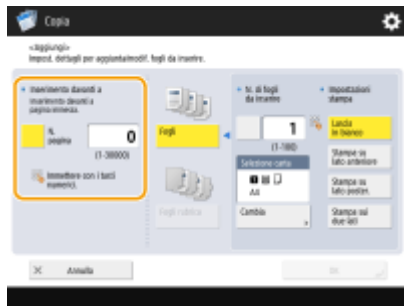 Copia
<Aggiungi>
Impost. dettagli per aggiunta/modif. fogli da inserire.
Inserimento davanti a
Inserimento davanti a
pagina immessa.
N.
pagina
0
(1-30000)
Immettere con i tasti
numerici.
Fogli
Fogli rubrica
N. di fogli
da inserire
1
(1-100)
Selezione carta
A4
Cambia
Impostazioni
stampa
Lascia
in bianco
Stampa su
lato anteriore
Stampa su
lato poster.
Stampa sui
due lati
Annulla
OK